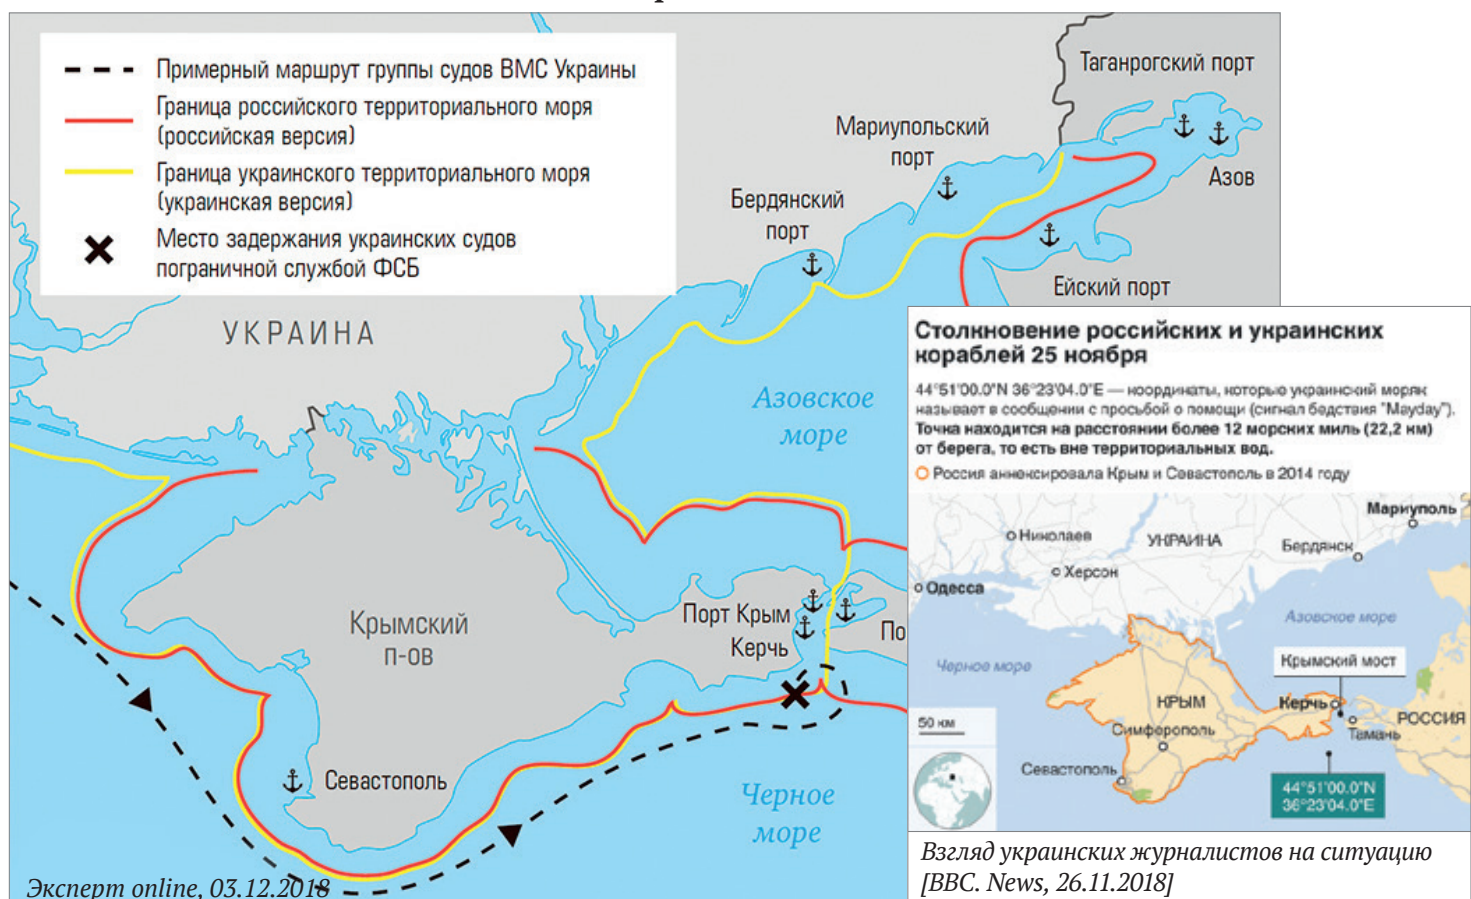 Примерный маршрут группы судов ВМС Украины
Граница российского территориального моря
(российская версия)
Граница украинского территориального моря
(украинская версия)
Место задержания украинских судов
пограничной службой ФСБ
Таганрогский порт
Мариупольский
порт
Азов
Бердянский
порт
Ейский порт
УКРАИНА
Азовское
море
Крымский
п-ов
Порт Крым
Керчь
По
Севастополь
Черное
море
Эксперт online, 03.12.2018
Столкновение российских и украинских
кораблей 25 ноября
44°51'00.0"N 36°23'04.0"E — координаты, которые украинский моряк
называет в сообщении с просьбой о помощи (сигнал бедствия "Mayday").
Точка находится на расстоянии более 12 морских миль (22,2 км)
от берега, то есть вне территориальных вод.
Россия аннексировала Крым и Севастополь в 2014 году
Мариуполь
Николаев
УКРАИНА
Бердянск
Херсон
Одесса
Азовское море
Черное море
Крымский мост
КРЫМ
Керчь
РОССИЯ
50 км
Симферополь
Тамань
Севастополь
44°51'00.0"N
36°23'04.0"E
Взгляд украинских журналистов на ситуацию
[BBC. News, 26.11.2018]